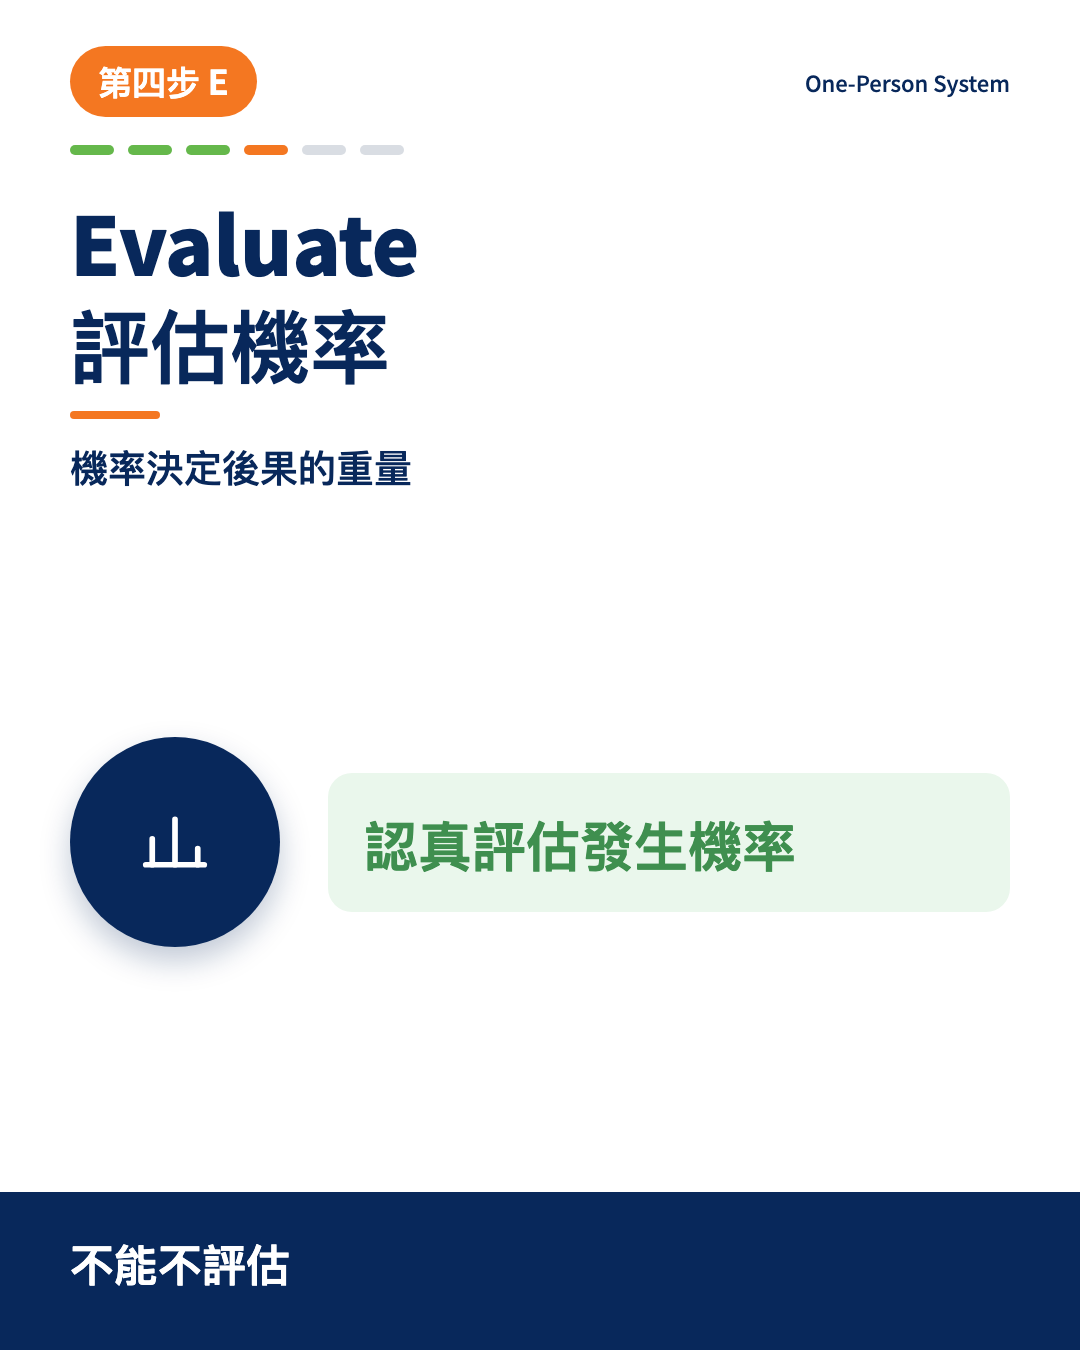 第四步 E
One-Person System
Evaluate
評估機率
機率決定後果的重量
認真評估發生機率
不能不評估